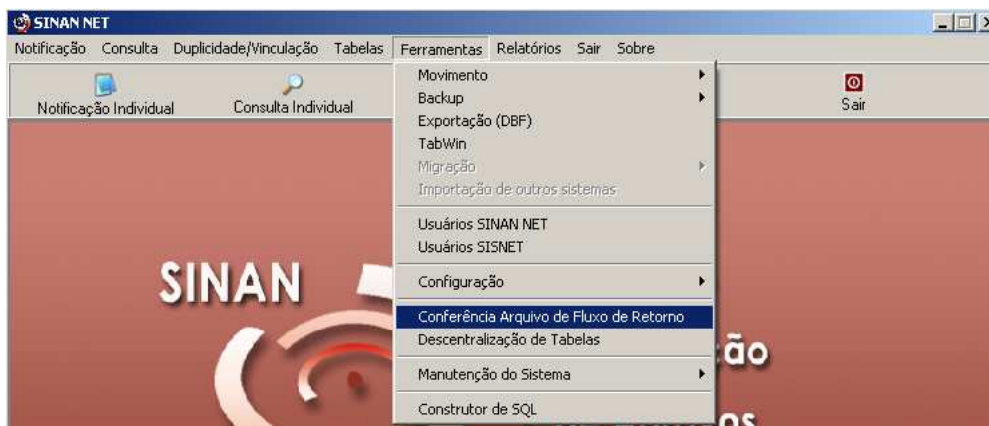 SINAN NET
Notificação Consulta Duplicidade/Vinculação Tabelas Ferramentas Relatórios Sair Sobre
Notificação Individual Consulta Individual Sair
Movimento
Backup
Exportação (DBF)
TabWin
Migração
Importação de outros sistemas
Usuários SINAN NET
Usuários SISNET
Configuração
Conferência Arquivo de Fluxo de Retorno
Descentralização de Tabelas
Manutenção do Sistema
Construtor de SQL
SINAN
ão